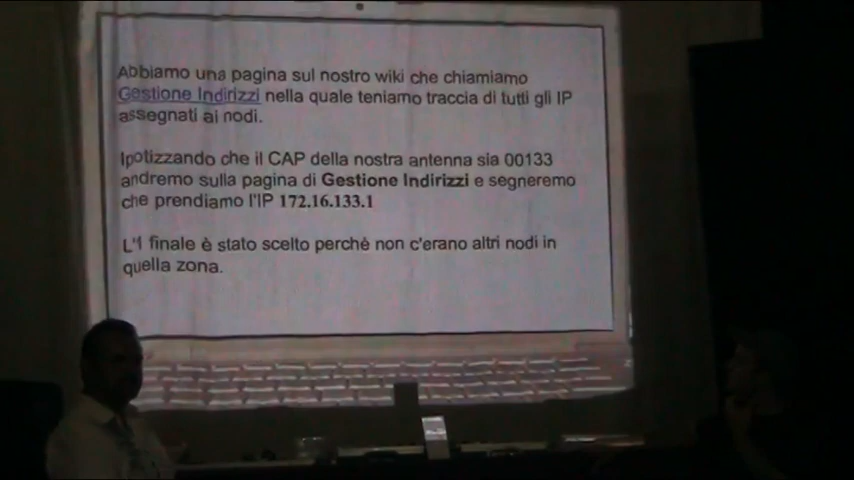 Abbiamo una pagina sul nostro wiki che chiamiamo
Gestione Indirizzi nella quale teniamo traccia di tutti gli IP
assegnati ai nodi.
Ipotizzando che il CAP della nostra antenna sia 00133
andremo sulla pagina di Gestione Indirizzi e segneremo
che prendiamo l'IP 172.16.133.1
L'1 finale è stato scelto perchè non c'erano altri nodi in
quella zona.